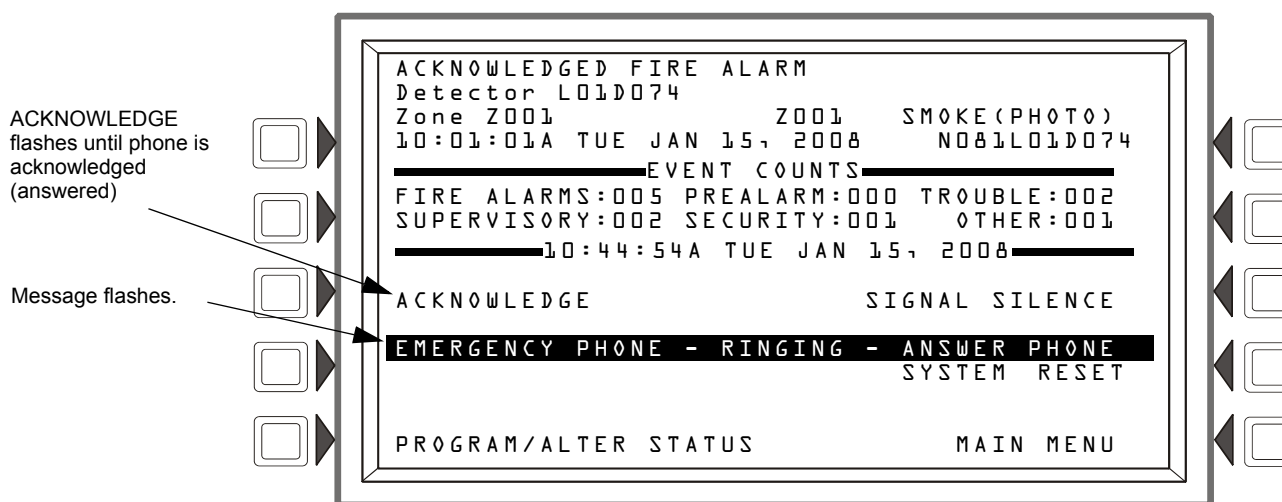 ACKNOWLEDGE
flashes until phone is
acknowledged
(answered)
Message flashes.
ACKNOWLEDGED FIRE ALARM
Detector L01D074
Zone Z001 Z001 SMOKE(PHOTO)
10:01:01A TUE JAN 15, 2008 N081L01D074
EVENT COUNTS
FIRE ALARMS:005 PREALARM:000 TROUBLE:002
SUPERVISORY:002 SECURITY:001 OTHER:001
10:44:54A TUE JAN 15, 2008
ACKNOWLEDGE SIGNAL SILENCE
EMERGENCY PHONE - RINGING - ANSWER PHONE
SYSTEM RESET
PROGRAM/ALTER STATUS MAIN MENU